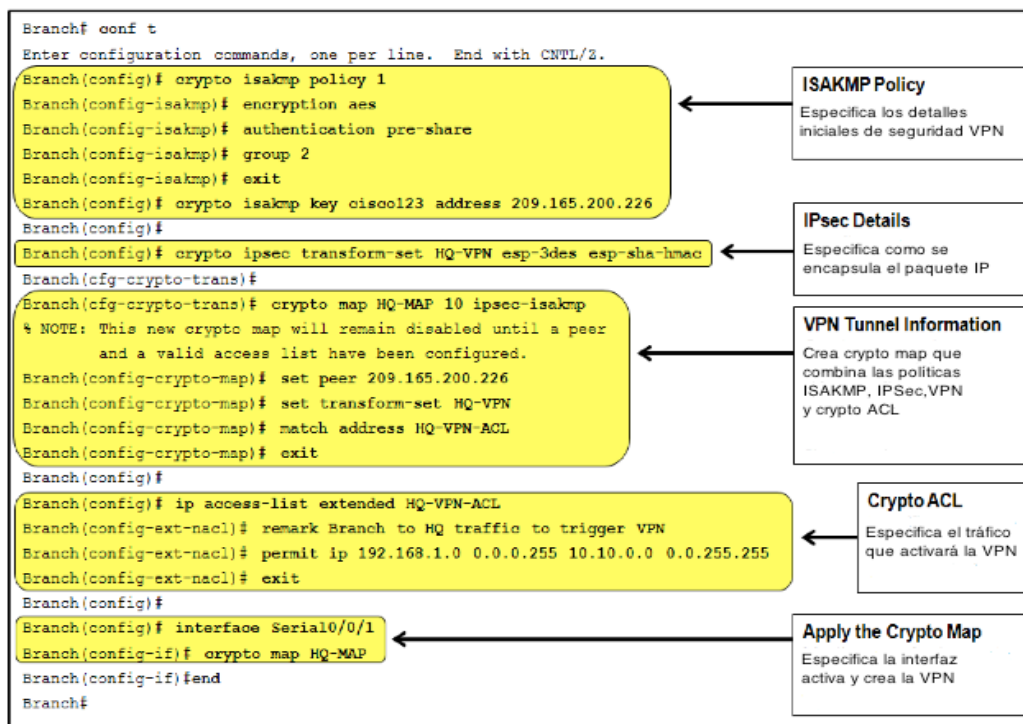 Branch# conf t
Enter configuration commands, one per line.  End with CNTL/Z.
Branch(config)# crypto isakmp policy 1
Branch(config-isakmp)# encryption aes
Branch(config-isakmp)# authentication pre-share
Branch(config-isakmp)# group 2
Branch(config-isakmp)# exit
Branch(config)# crypto isakmp key cisco123 address 209.165.200.226
Branch(config)#
Branch(config)# crypto ipsec transform-set HQ-VPN esp-3des esp-sha-hmac
Branch(cfg-crypto-trans)#
Branch(cfg-crypto-trans)# crypto map HQ-MAP 10 ipsec-isakmp
% NOTE: This new crypto map will remain disabled until a peer
and a valid access list have been configured.
Branch(config-crypto-map)# set peer 209.165.200.226
Branch(config-crypto-map)# set transform-set HQ-VPN
Branch(config-crypto-map)# match address HQ-VPN-ACL
Branch(config-crypto-map)# exit
Branch(config)#
Branch(config)# ip access-list extended HQ-VPN-ACL
Branch(config-ext-nacl)# remark Branch to HQ traffic to trigger VPN
Branch(config-ext-nacl)# permit ip 192.168.1.0 0.0.0.255 10.10.0.0 0.0.255.255
Branch(config-ext-nacl)# exit
Branch(config)#
Branch(config)# interface Serial0/0/1
Branch(config-if)# crypto map HQ-MAP
Branch(config-if)#end
Branch#
ISAKMP Policy
Especifica los detalles
iniciales de seguridad VPN
IPsec Details
Especifica como se
encapsula el paquete IP
VPN Tunnel Information
Crea crypto map que
combina las políticas
ISAKMP, IPSec,VPN
y crypto ACL
Crypto ACL
Especifica el tráfico
que activará la VPN
Apply the Crypto Map
Especifica la interfaz
activa y crea la VPN